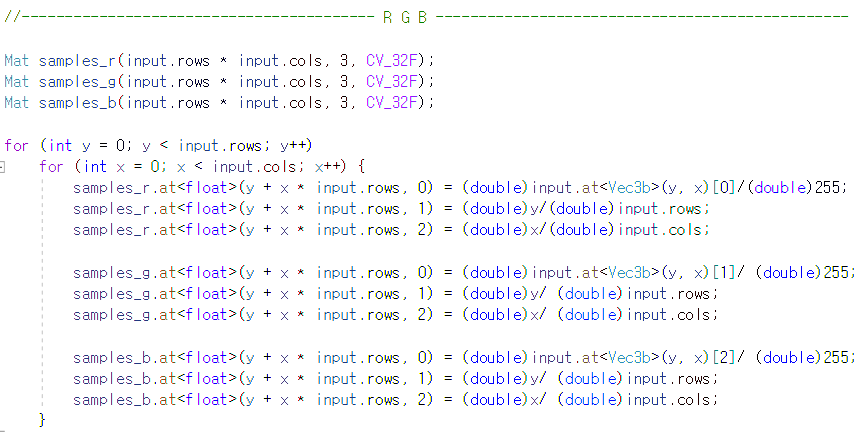 //----------------------------------------- R G B ------------------------------------------------
Mat samples_r(input.rows * input.cols, 3, CV_32F);
Mat samples_g(input.rows * input.cols, 3, CV_32F);
Mat samples_b(input.rows * input.cols, 3, CV_32F);
for (int y = 0; y < input.rows; y++)
for (int x = 0; x < input.cols; x++) {
samples_r.at<float>(y + x * input.rows, 0) = (double)input.at<Vec3b>(y, x)[0]/(double)255;
samples_r.at<float>(y + x * input.rows, 1) = (double)y/(double)input.rows;
samples_r.at<float>(y + x * input.rows, 2) = (double)x/(double)input.cols;
samples_g.at<float>(y + x * input.rows, 0) = (double)input.at<Vec3b>(y, x)[1]/ (double)255;
samples_g.at<float>(y + x * input.rows, 1) = (double)y/ (double)input.rows;
samples_g.at<float>(y + x * input.rows, 2) = (double)x/ (double)input.cols;
samples_b.at<float>(y + x * input.rows, 0) = (double)input.at<Vec3b>(y, x)[2]/ (double)255;
samples_b.at<float>(y + x * input.rows, 1) = (double)y/ (double)input.rows;
samples_b.at<float>(y + x * input.rows, 2) = (double)x/ (double)input.cols;
}